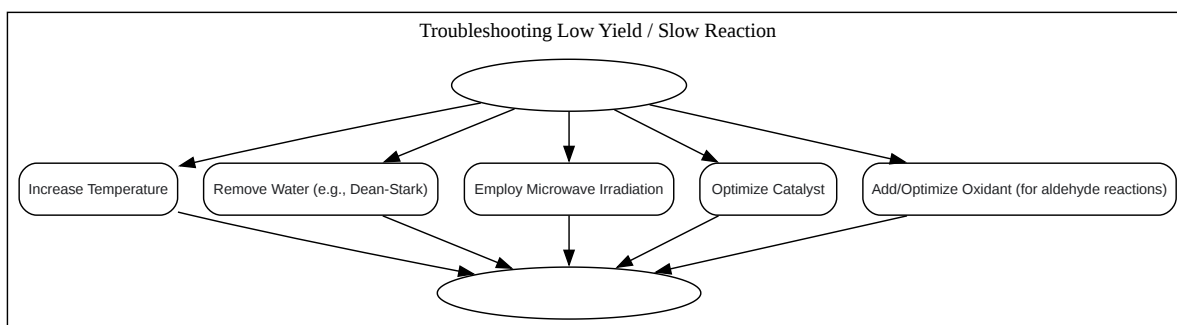 Troubleshooting Low Yield / Slow Reaction
Increase Temperature
Remove Water (e.g., Dean-Stark)
Employ Microwave Irradiation
Optimize Catalyst
Add/Optimize Oxidant (for aldehyde reactions)